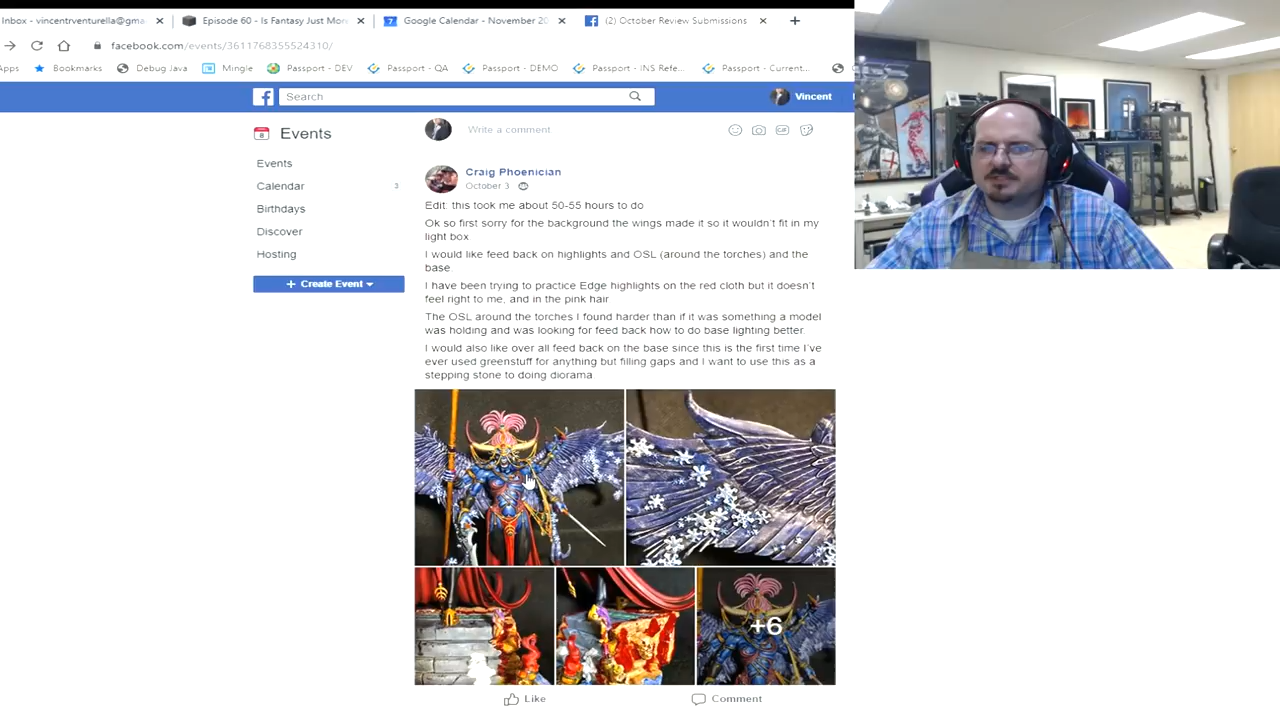 Inbox - vincentrventurella@gma
Episode 60 - Is Fantasy Just More
Google Calendar - November 20
(2) October Review Submissions
facebook.com/events/3611768355524310/
Apps
Bookmarks
Debug Java
Mingle
Passport - DEV
Passport - QA
Passport - DEMO
Passport - INS Refe...
Passport - Current...
Search
Vincent
Events
Write a comment
Events
Calendar 3
Birthdays
Discover
Hosting
+ Create Event
Craig Phoenician
October 3
Edit: this took me about 50-55 hours to do
Ok so first sorry for the background the wings made it so it wouldn't fit in my
light box
I would like feed back on highlights and OSL (around the torches) and the
base.
I have been trying to practice Edge highlights on the red cloth but it doesn't
feel right to me, and in the pink hair
The OSL around the torches I found harder than if it was something a model
was holding and was looking for feed back how to do base lighting better.
I would also like over all feed back on the base since this is the first time I've
ever used greenstuff for anything but filling gaps and I want to use this as a
stepping stone to doing diorama
+6
Like
Comment